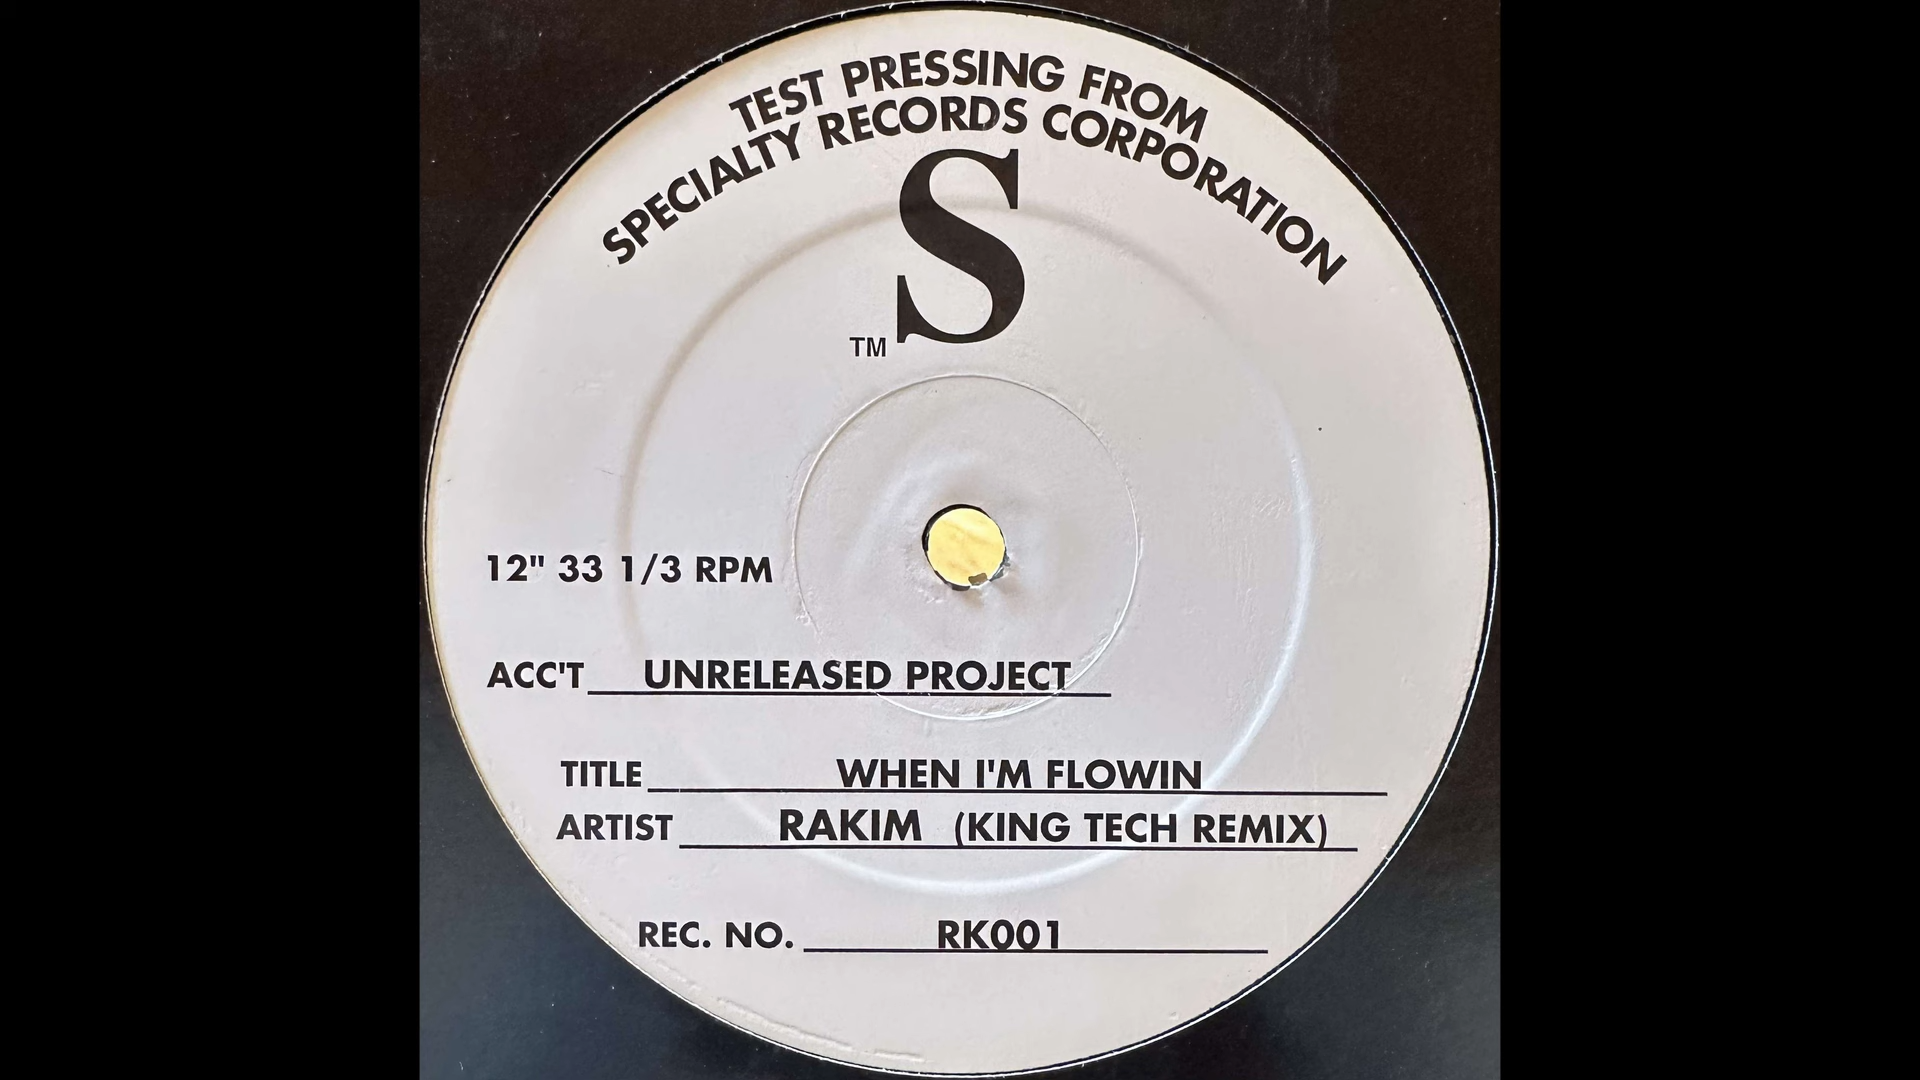 TEST PRESSING FROM
SPECIALTY RECORDS CORPORATION
S
TM
12" 33 1/3 RPM
ACC'T UNRELEASED PROJECT
TITLE WHEN I'M FLOWIN
ARTIST RAKIM (KING TECH REMIX)
REC. NO. RK001